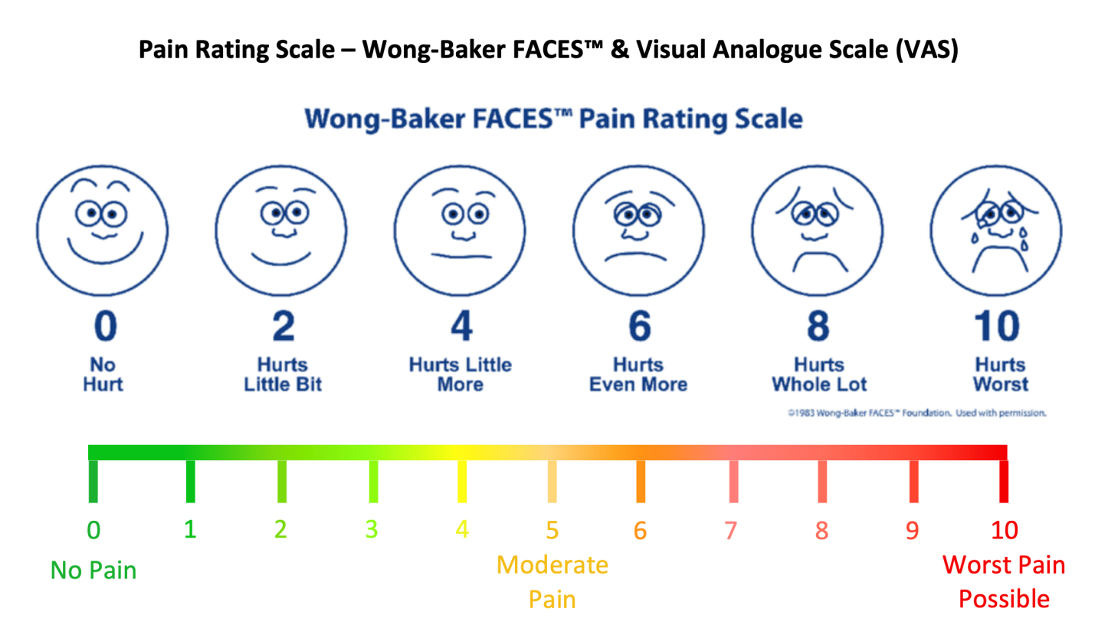 Pain Rating Scale – Wong-Baker FACES™ & Visual Analogue Scale (VAS)
Wong-Baker FACES™ Pain Rating Scale
0 2 4 6 8 10
No Hurt Hurts Hurts Little Hurts Hurts Hurts
Hurt Little Bit More Even More Whole Lot Worst
©1983 Wong-Baker FACES™ Foundation. Used with permission.
0 1 2 3 4 5 6 7 8 9 10
No Pain Moderate Worst Pain
Pain Possible